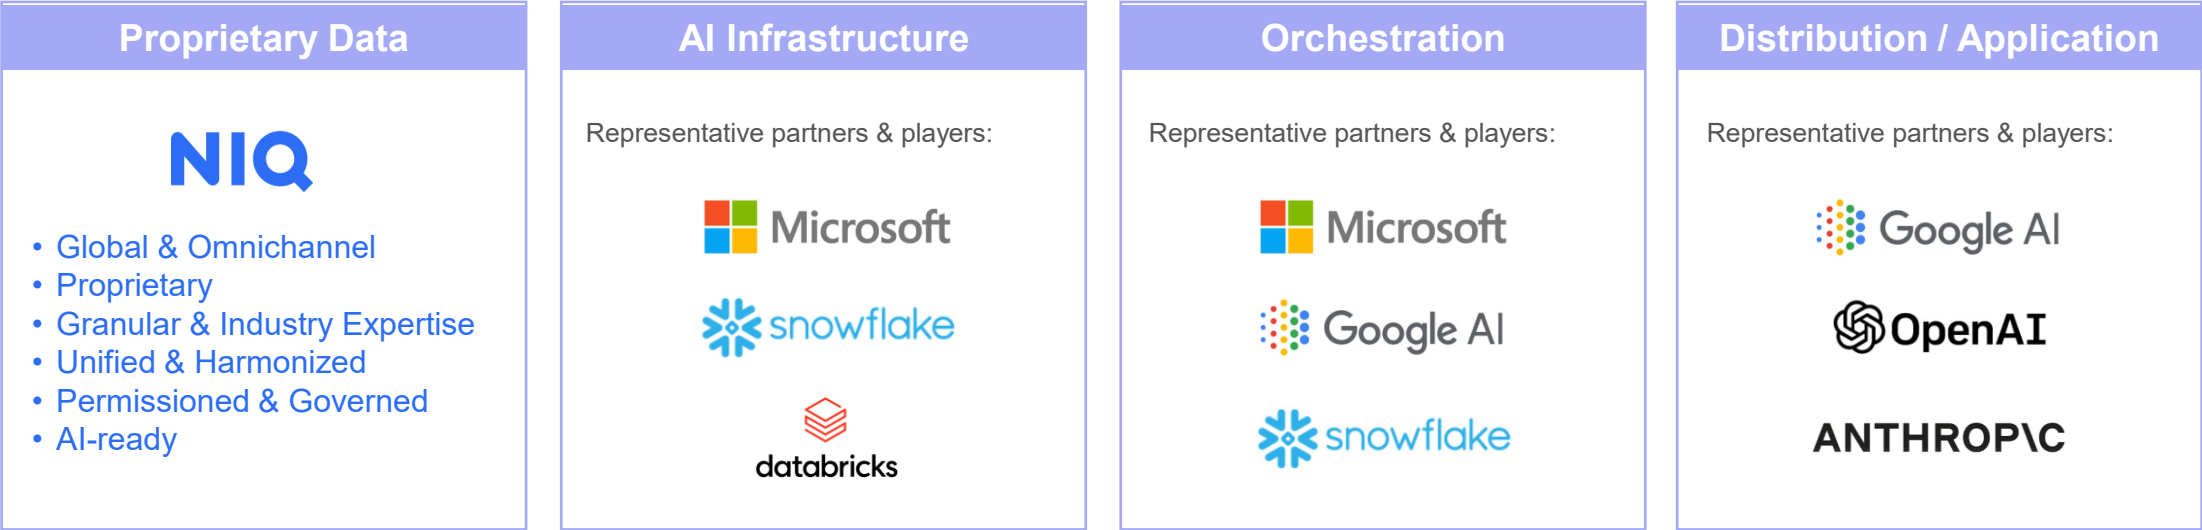 Proprietary Data
NIQ
• Global & Omnichannel
• Proprietary
• Granular & Industry Expertise
• Unified & Harmonized
• Permissioned & Governed
• AI-ready
AI Infrastructure
Representative partners & players:
Microsoft
snowflake
databricks
Orchestration
Representative partners & players:
Microsoft
Google AI
snowflake
Distribution / Application
Representative partners & players:
Google AI
OpenAI
ANTHROP\C